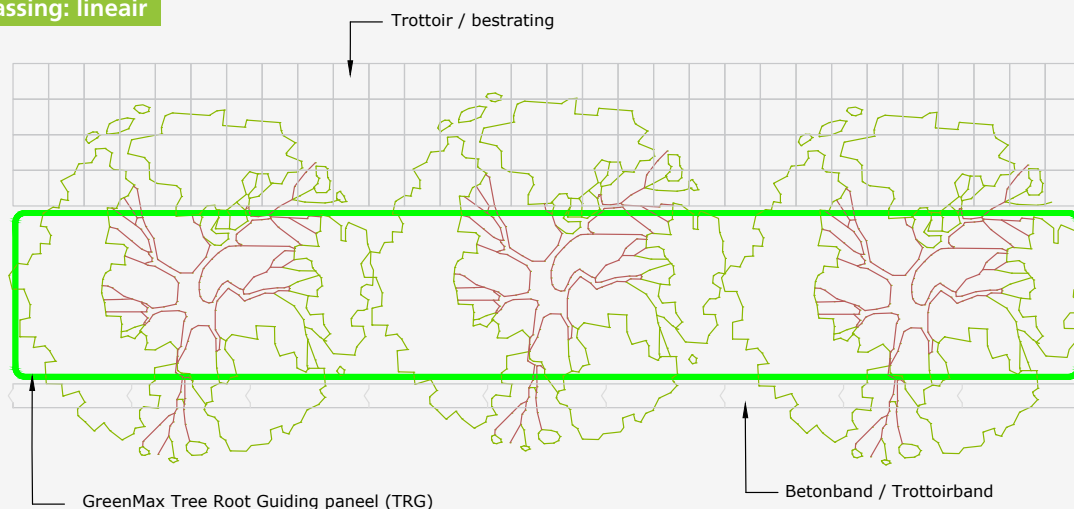 assing: lineair
Trottoir / bestrating
Betonband / Trottoirband
GreenMax Tree Root Guiding paneel (TRG)